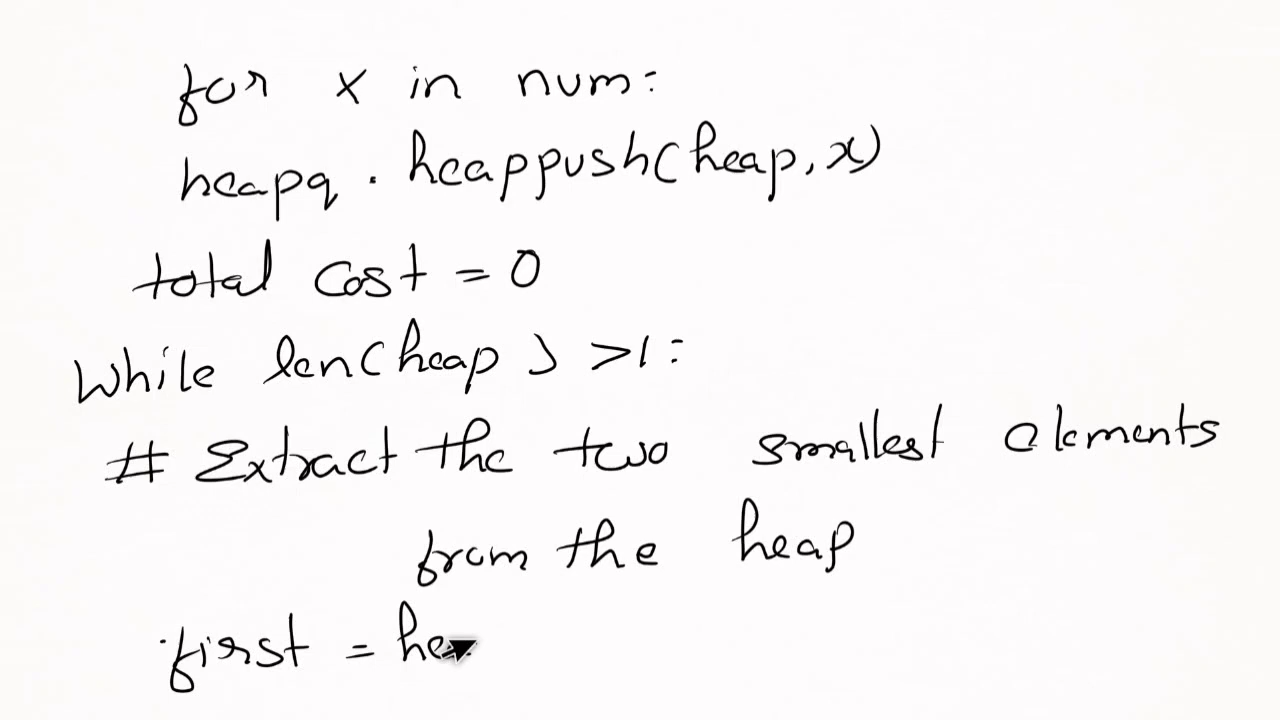 for x in num:
heapq . heappush(heap, x)
total cost = 0
While len(heap) >1:
# Extract the two smallest elements
from the heap
first = he